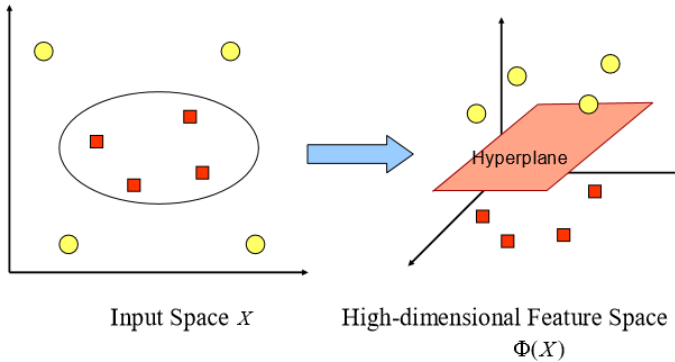 Hyperplane
Input Space X
High-dimensional Feature Space
Φ(X)